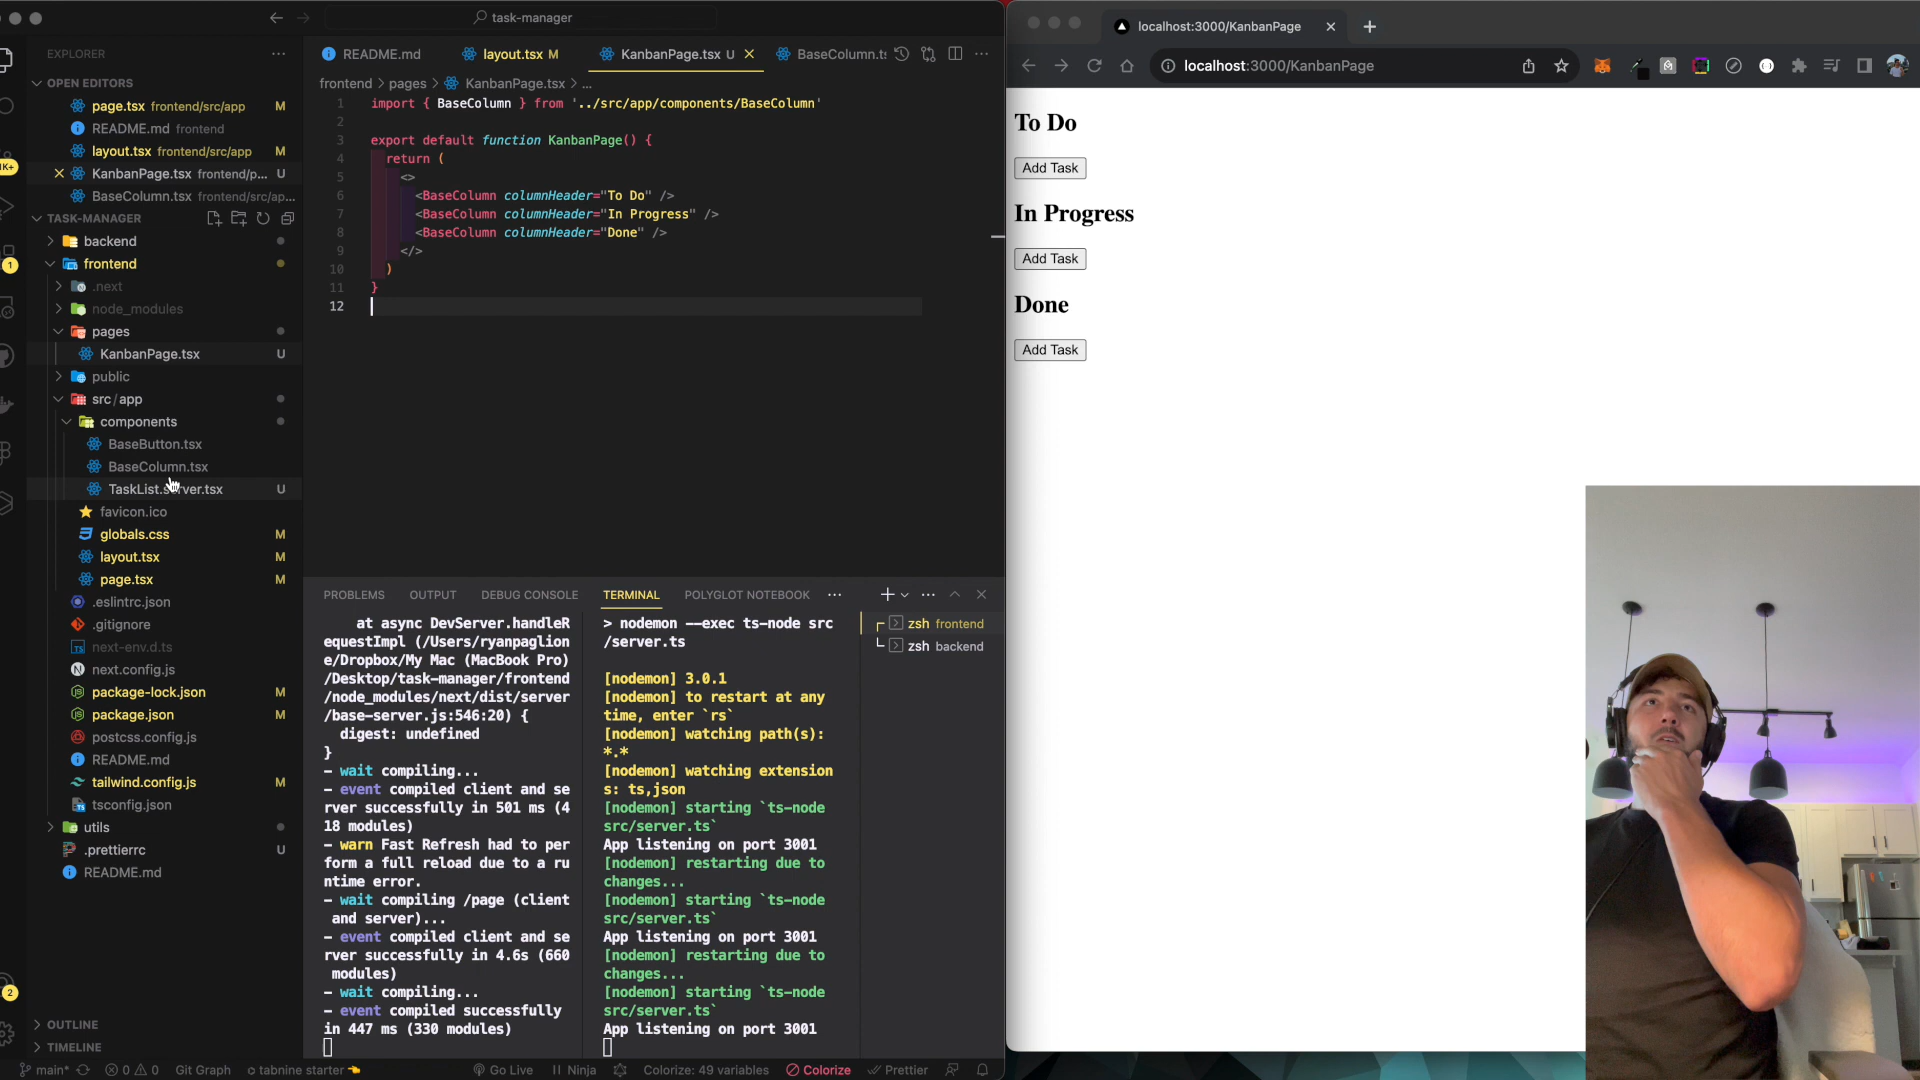 task-manager
EXPLORER
OPEN EDITORS
page.tsx frontend/src/app M
README.md frontend
layout.tsx frontend/src/app M
KanbanPage.tsx frontend/p... U
BaseColumn.tsx frontend/src/ap...
TASK-MANAGER
backend
frontend
.next
node_modules
pages
KanbanPage.tsx U
public
src/app
components
BaseButton.tsx
BaseColumn.tsx
TaskList.server.tsx U
favicon.ico
globals.css M
layout.tsx M
page.tsx M
.eslintrc.json
.gitignore
next-env.d.ts
next.config.js
package-lock.json M
package.json M
postcss.config.js
README.md
tailwind.config.js M
tsconfig.json
utils
.prettierrc U
README.md
OUTLINE
TIMELINE
1K+
1
2
README.md
layout.tsx M
KanbanPage.tsx U
BaseColumn.ts
frontend > pages > KanbanPage.tsx > ...
1 import { BaseColumn } from '../src/app/components/BaseColumn'
2
3 export default function KanbanPage() {
4 return (
5 <>
6 <BaseColumn columnHeader="To Do" />
7 <BaseColumn columnHeader="In Progress" />
8 <BaseColumn columnHeader="Done" />
9 </>
10 )
11 }
12
PROBLEMS OUTPUT DEBUG CONSOLE TERMINAL POLYGLOT NOTEBOOK
at async DevServer.handleR
equestImpl (/Users/ryanpaglion
e/Dropbox/My Mac (MacBook Pro)
/Desktop/task-manager/frontend
/node_modules/next/dist/server
/base-server.js:546:20) {
digest: undefined
}
- wait compiling...
- event compiled client and se
rver successfully in 501 ms (4
18 modules)
- warn Fast Refresh had to per
form a full reload due to a ru
ntime error.
- wait compiling /page (client
and server)...
- event compiled client and se
rver successfully in 4.6s (660
modules)
- wait compiling...
- event compiled successfully
in 447 ms (330 modules)
> nodemon --exec ts-node src
/server.ts
[nodemon] 3.0.1
[nodemon] to restart at any
time, enter `rs`
[nodemon] watching path(s):
*.*
[nodemon] watching extension
s: ts,json
[nodemon] starting `ts-node
src/server.ts`
App listening on port 3001
[nodemon] restarting due to
changes...
[nodemon] starting `ts-node
src/server.ts`
App listening on port 3001
[nodemon] restarting due to
changes...
[nodemon] starting `ts-node
src/server.ts`
App listening on port 3001
zsh frontend
zsh backend
main* 0 0 Git Graph tabnine starter Go Live Ninja Colorize: 49 variables Colorize Prettier
localhost:3000/KanbanPage
localhost:3000/KanbanPage
To Do
Add Task
In Progress
Add Task
Done
Add Task